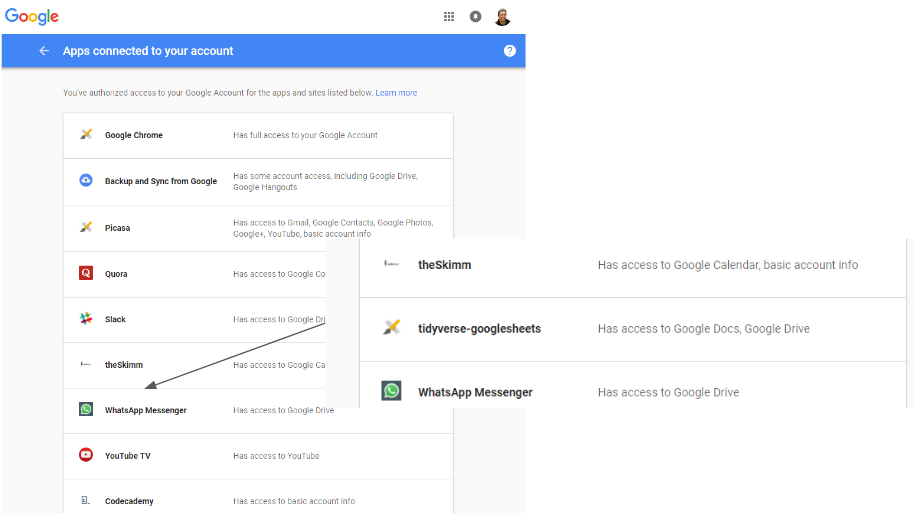 Google
Apps connected to your account
You've authorized access to your Google Account for the apps and sites listed below. Learn more
Google Chrome Has full access to your Google Account
Backup and Sync from Google Has some account access, including Google Drive,
Google Hangouts
Picasa Has access to Gmail, Google Contacts, Google Photos,
Google+, YouTube, basic account info
Quora Has access to Google Co
Slack Has access to Google Dri
theSkimm Has access to Google Ca
WhatsApp Messenger Has access to Google Drive
YouTube TV Has access to YouTube
Codecademy Has access to basic account info
theSkimm Has access to Google Calendar, basic account info
tidyverse-googlesheets Has access to Google Docs, Google Drive
WhatsApp Messenger Has access to Google Drive